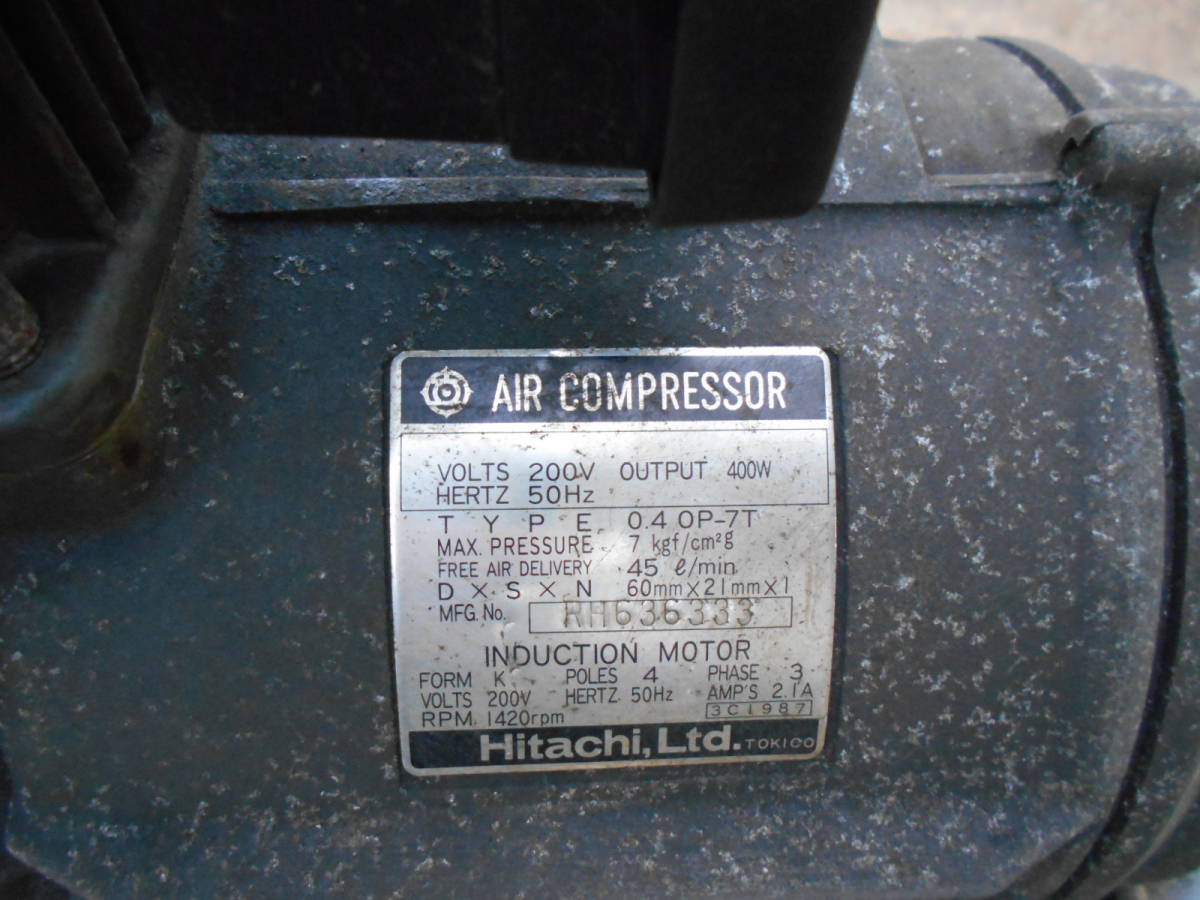 AIR COMPRESSOR
VOLTS 200V OUTPUT 400W
HERTZ 50Hz
TYPE 0.4 OP-7T
MAX. PRESSURE 7 kgf/cm²g
FREE AIR DELIVERY 45 ℓ/min
D × S × N 60mm×21mm×1
MFG. No. RH636333
INDUCTION MOTOR
FORM K POLES 4 PHASE 3
VOLTS 200V HERTZ 50Hz AMP'S 2.1A
RPM. 1420rpm 3C1987
Hitachi, Ltd. TOKICO